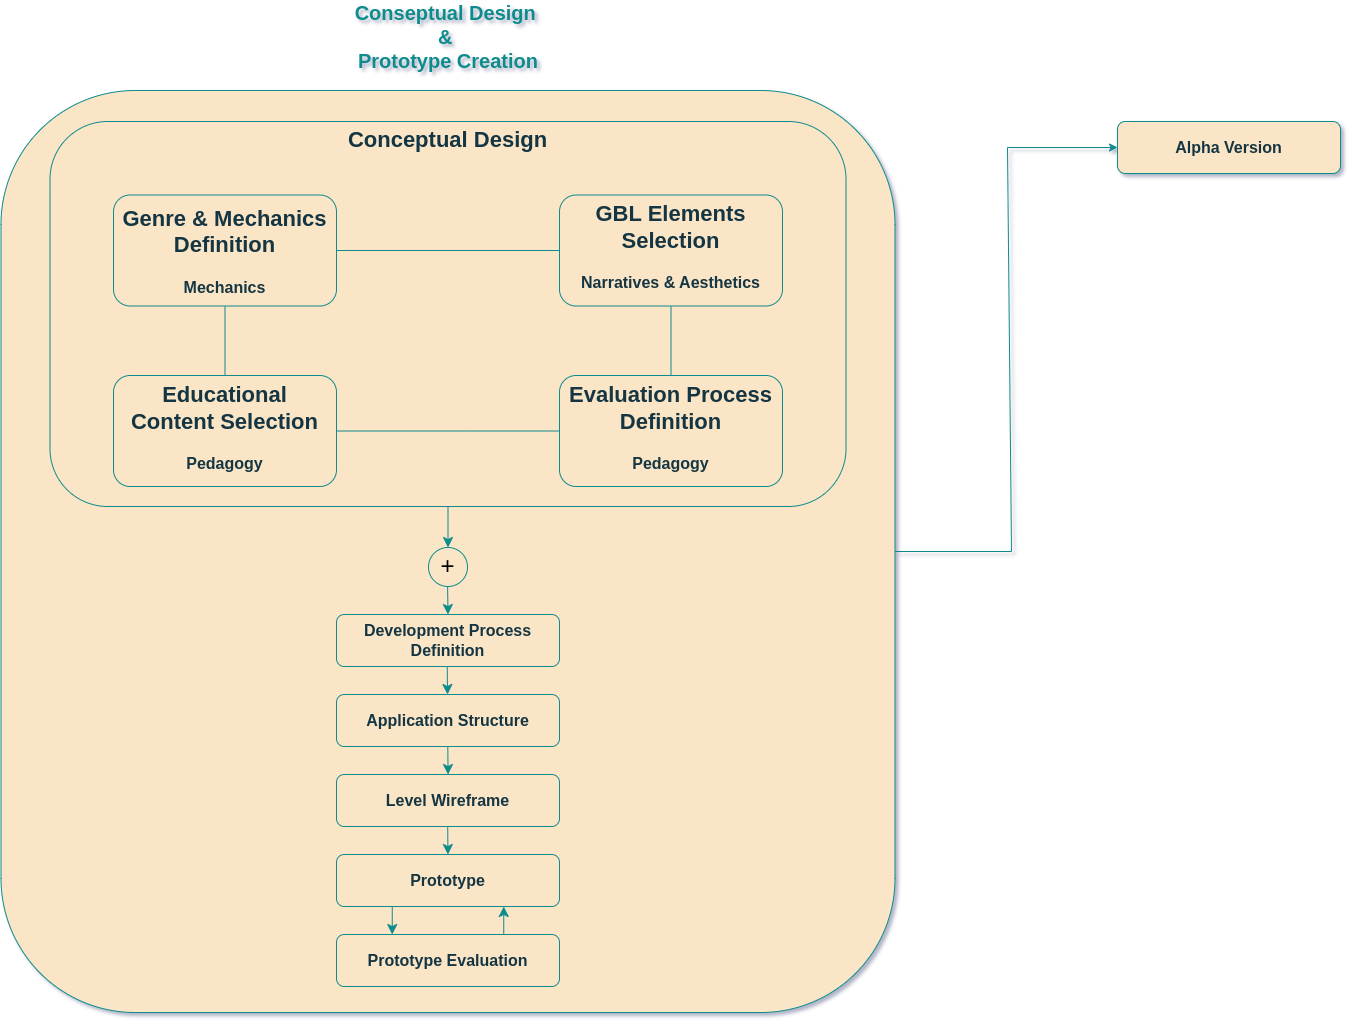 Conseptual Design
&
Prototype Creation
Conceptual Design
Genre & Mechanics
Definition
Mechanics
GBL Elements
Selection
Narratives & Aesthetics
Educational
Content Selection
Pedagogy
Evaluation Process
Definition
Pedagogy
+
Development Process
Definition
Application Structure
Level Wireframe
Prototype
Prototype Evaluation
Alpha Version